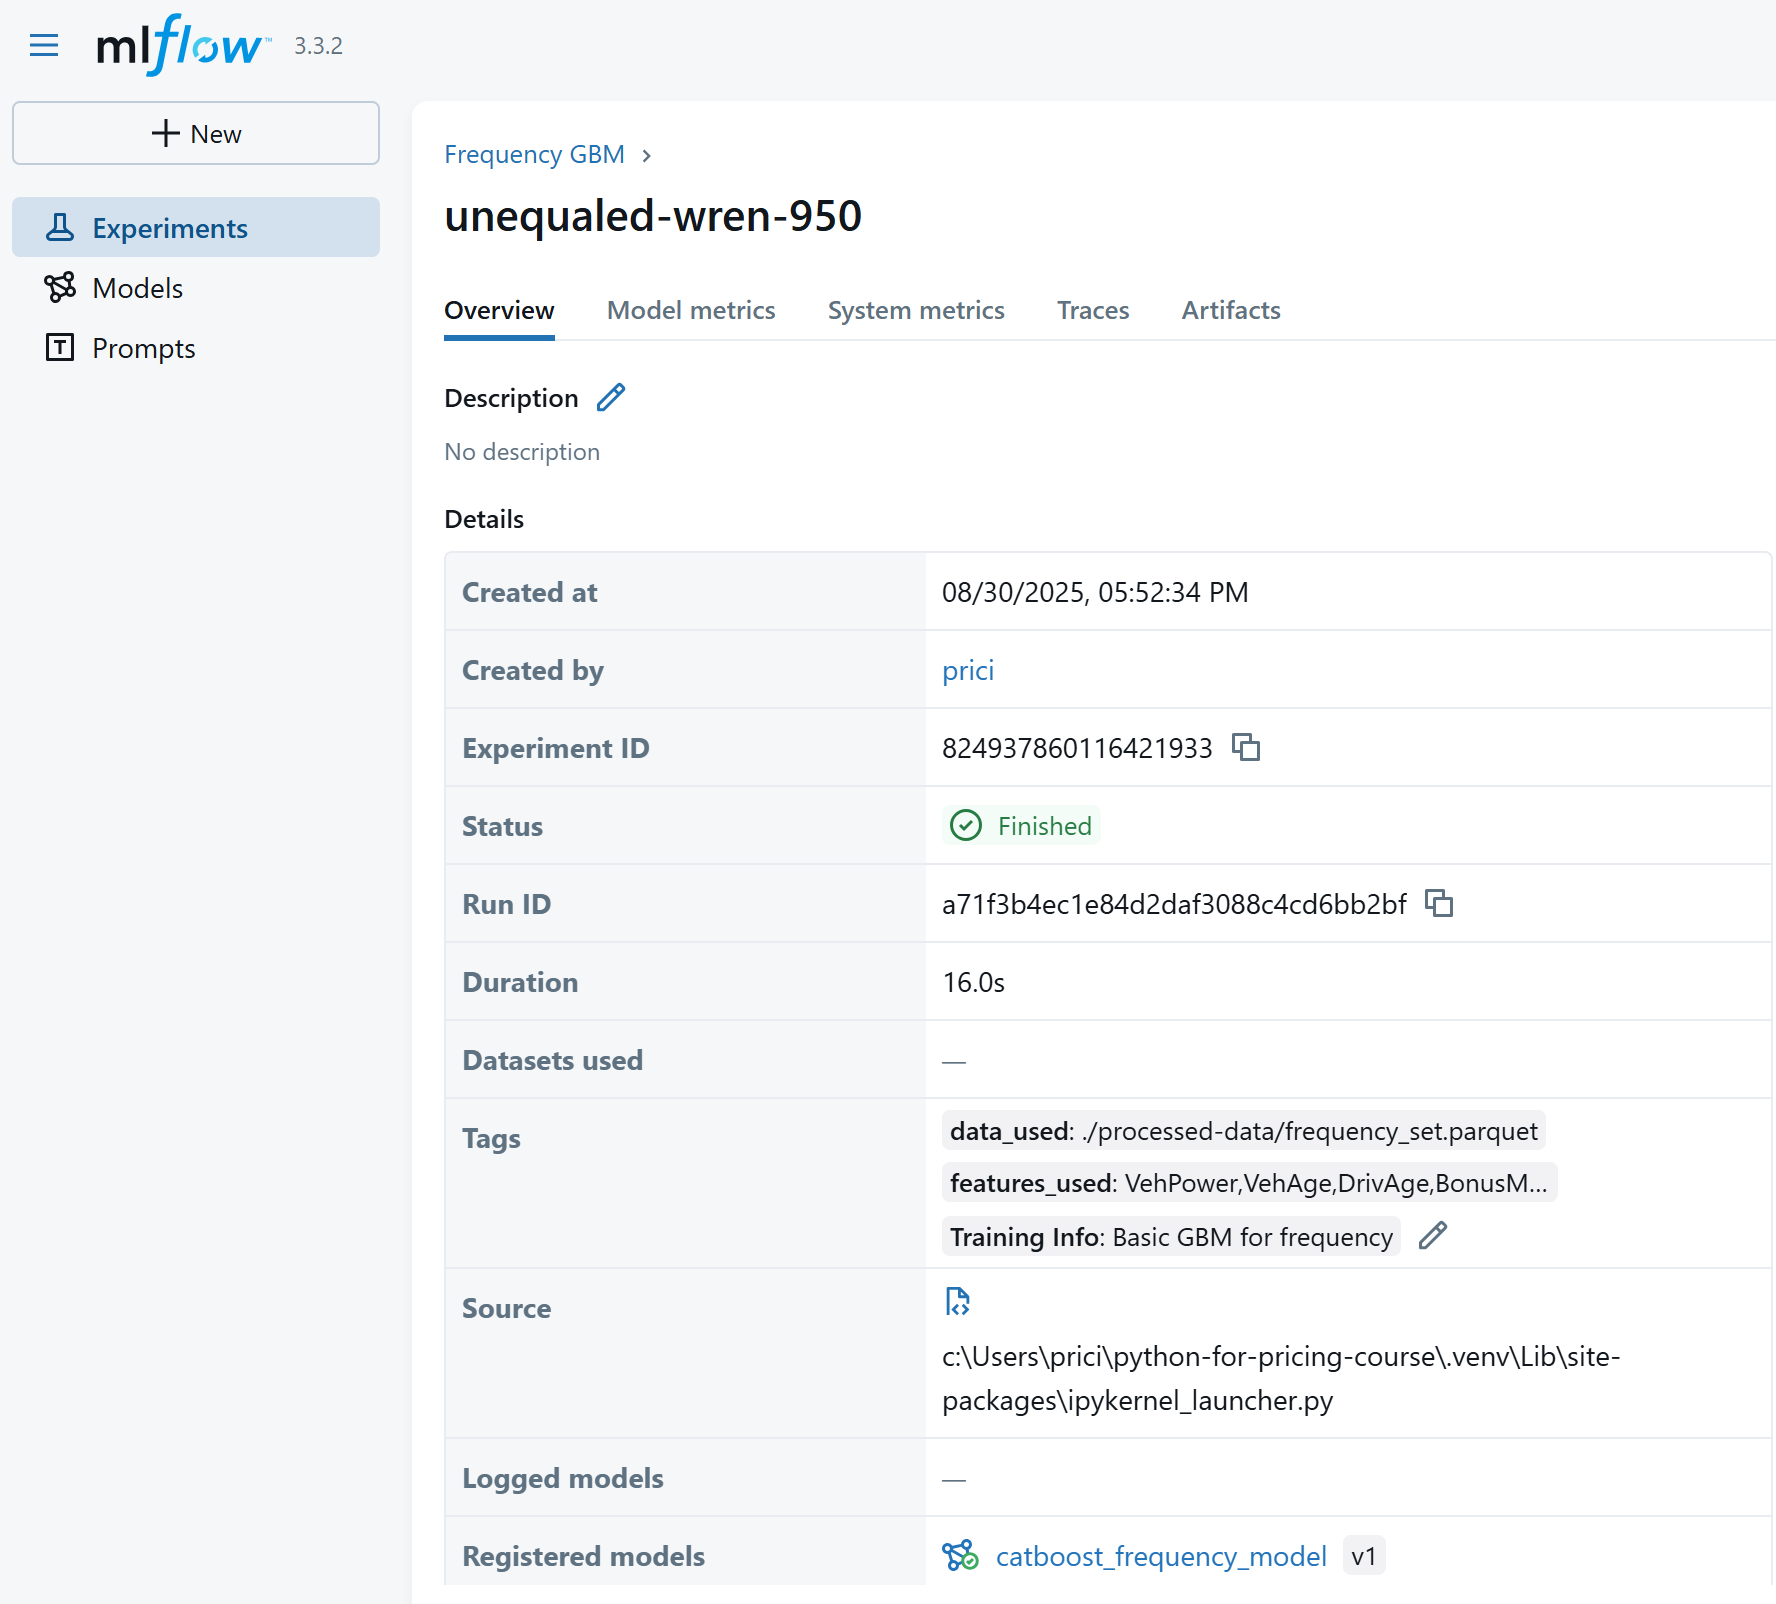 mlflow™ 3.3.2
New
Experiments
Models
Prompts
Frequency GBM
unequaled-wren-950
Overview Model metrics System metrics Traces Artifacts
Description
No description
Details
Created at 08/30/2025, 05:52:34 PM
Created by prici
Experiment ID 824937860116421933
Status Finished
Run ID a71f3b4ec1e84d2daf3088c4cd6bb2bf
Duration 16.0s
Datasets used —
Tags data_used: ./processed-data/frequency_set.parquet
features_used: VehPower,VehAge,DrivAge,BonusM...
Training Info: Basic GBM for frequency
Source
c:\Users\prici\python-for-pricing-course\.venv\Lib\site-
packages\ipykernel_launcher.py
Logged models —
Registered models catboost_frequency_model v1